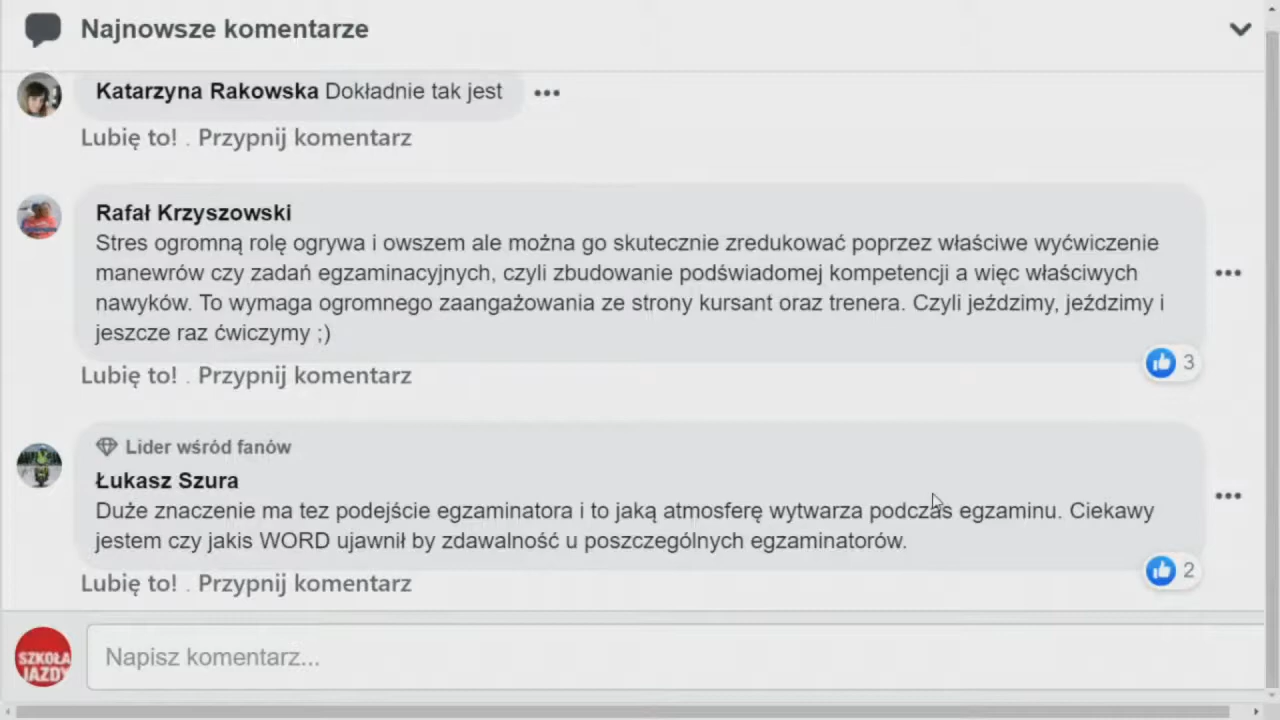 Najnowsze komentarze
Katarzyna Rakowska Dokładnie tak jest
Lubię to! . Przypnij komentarz
Rafał Krzyszowski
Stres ogromną rolę ogrywa i owszem ale można go skutecznie zredukować poprzez właściwe wyćwiczenie
manewrów czy zadań egzaminacyjnych, czyli zbudowanie podświadomej kompetencji a więc właściwych
nawyków. To wymaga ogromnego zaangażowania ze strony kursant oraz trenera. Czyli jeździmy, jeździmy i
jeszcze raz ćwiczymy ;)
3
Lubię to! . Przypnij komentarz
Lider wśród fanów
Łukasz Szura
Duże znaczenie ma tez podejście egzaminatora i to jaką atmosferę wytwarza podczas egzaminu. Ciekawy
jestem czy jakis WORD ujawnił by zdawalność u poszczególnych egzaminatorów.
2
Lubię to! . Przypnij komentarz
SZKOŁA
JAZDY
Napisz komentarz...